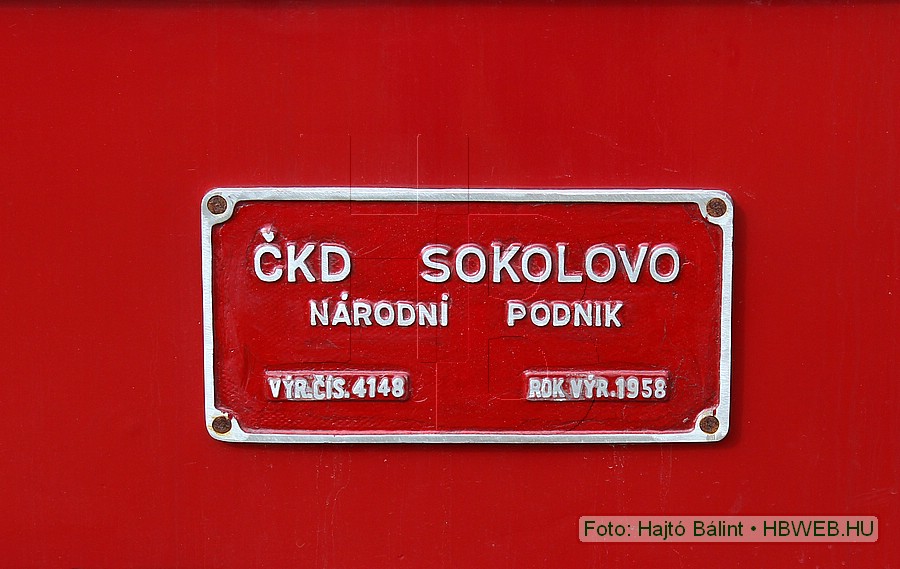 ČKD SOKOLOVO
NÁRODNÍ PODNIK
VÝR.ČÍS.4148 ROK VÝR.1958
Foto: Hajtó Bálint • HBWEB.HU